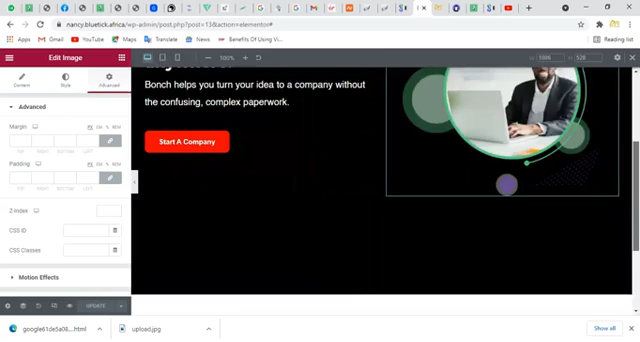 nancy.bluetick.africa/wp-admin/post.php?post=13&action=elementor#
Apps
Gmail
YouTube
Maps
Translate
News
Benefits Of Using Vi...
Reading list
Edit Image
100%
528
Content
Style
Advanced
Advanced
Margin
PX EM % REM
TOP RIGHT BOTTOM LEFT
Padding
PX EM % REM
TOP RIGHT BOTTOM LEFT
Z-Index
CSS ID
CSS Classes
Motion Effects
UPDATE
Bonch helps you turn your idea to a company without
the confusing, complex paperwork.
Start A Company
google61de5a08....html
upload.jpg
Show all